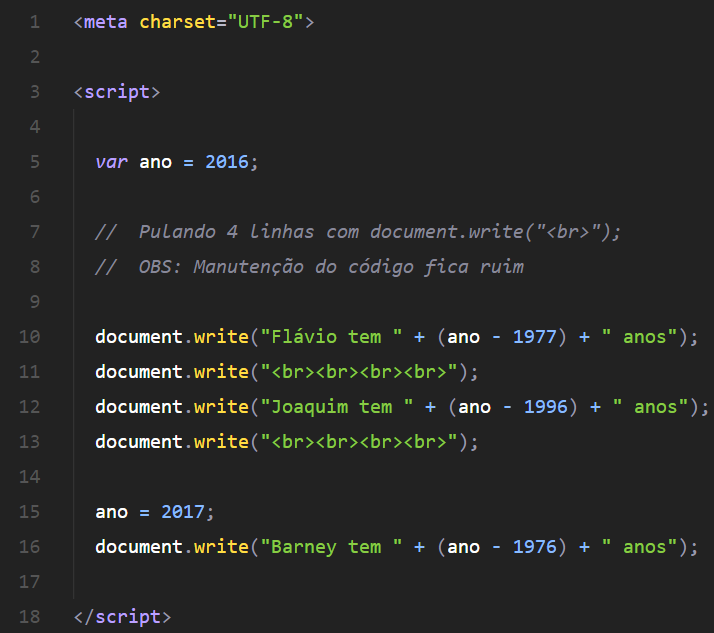 1 <meta charset="UTF-8">
2
3 <script>
4
5 var ano = 2016;
6
7 // Pulando 4 linhas com document.write("<br>");
8 // OBS: Manutenção do código fica ruim
9
10 document.write("Flávio tem " + (ano - 1977) + " anos");
11 document.write("<br><br><br><br>");
12 document.write("Joaquim tem " + (ano - 1996) + " anos");
13 document.write("<br><br><br><br>");
14
15 ano = 2017;
16 document.write("Barney tem " + (ano - 1976) + " anos");
17
18 </script>